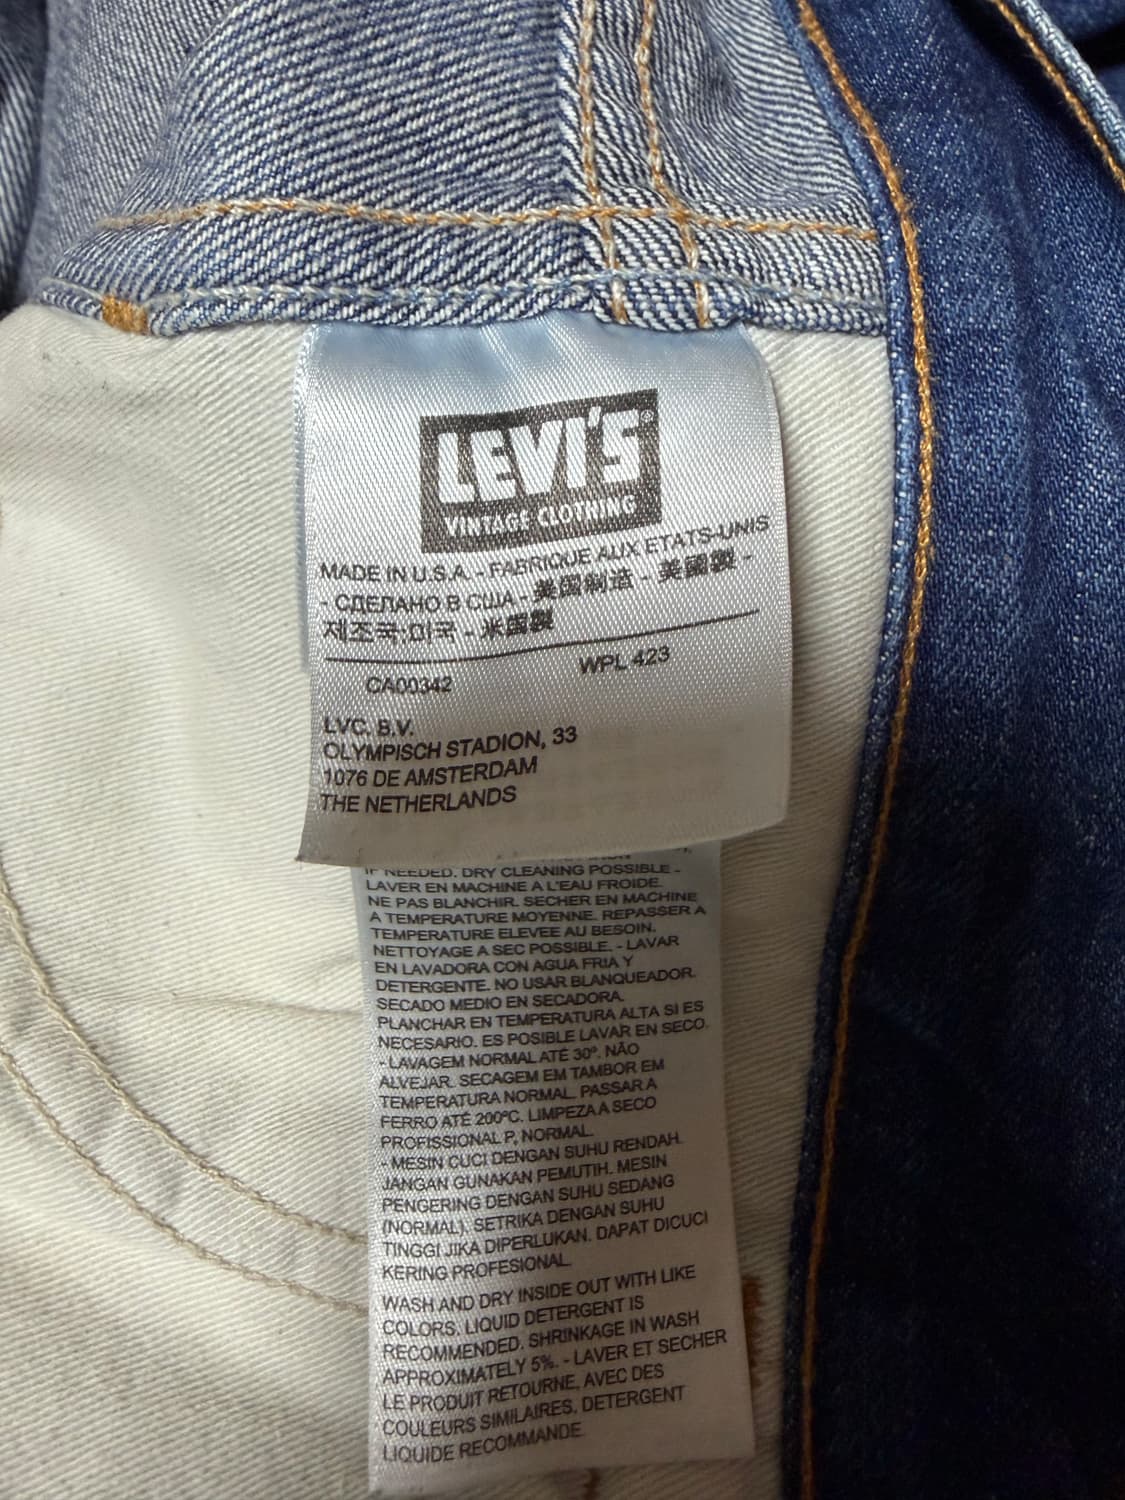 LEVI'S®
VINTAGE CLOTHING
MADE IN U.S.A. - FABRIQUE AUX ETATS-UNIS
- СДЕЛАНО В США - 美国制造 - 美國製 -
제조국:미국 - 米国製
CA00342 WPL 423
LVC. B.V.
OLYMPISCH STADION, 33
1076 DE AMSTERDAM
THE NETHERLANDS
IF NEEDED. DRY CLEANING POSSIBLE -
LAVER EN MACHINE A L'EAU FROIDE.
NE PAS BLANCHIR. SECHER EN MACHINE
A TEMPERATURE MOYENNE. REPASSER A
TEMPERATURE ELEVEE AU BESOIN.
NETTOYAGE A SEC POSSIBLE. - LAVAR
EN LAVADORA CON AGUA FRIA Y
DETERGENTE. NO USAR BLANQUEADOR.
SECADO MEDIO EN SECADORA.
PLANCHAR EN TEMPERATURA ALTA SI ES
NECESARIO. ES POSIBLE LAVAR EN SECO.
- LAVAGEM NORMAL ATÉ 30º. NÃO
ALVEJAR. SECAGEM EM TAMBOR EM
TEMPERATURA NORMAL. PASSAR A
FERRO ATÉ 200ºC. LIMPEZA A SECO
PROFISSIONAL P, NORMAL.
- MESIN CUCI DENGAN SUHU RENDAH.
JANGAN GUNAKAN PEMUTIH. MESIN
PENGERING DENGAN SUHU SEDANG
(NORMAL). SETRIKA DENGAN SUHU
TINGGI JIKA DIPERLUKAN. DAPAT DICUCI
KERING PROFESIONAL.
WASH AND DRY INSIDE OUT WITH LIKE
COLORS. LIQUID DETERGENT IS
RECOMMENDED. SHRINKAGE IN WASH
APPROXIMATELY 5%. - LAVER ET SECHER
LE PRODUIT RETOURNE, AVEC DES
COULEURS SIMILAIRES, DETERGENT
LIQUIDE RECOMMANDE.